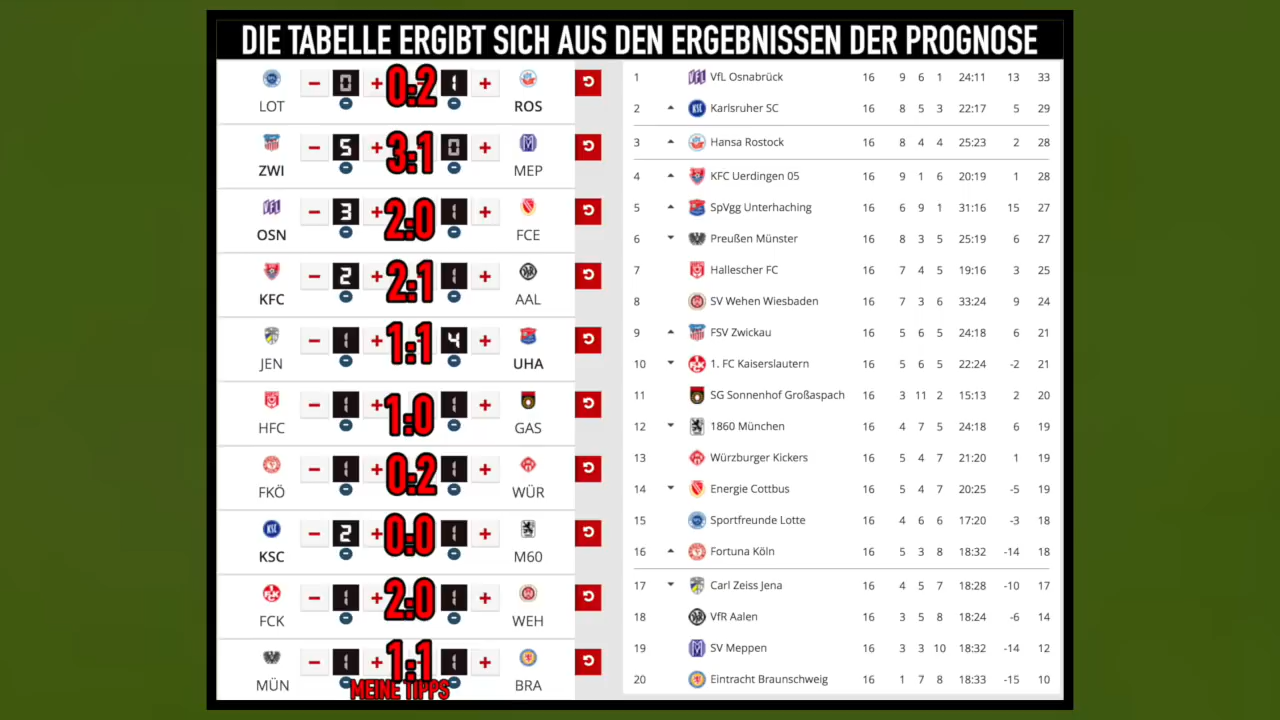 DIE TABELLE ERGIBT SICH AUS DEN ERGEBNISSEN DER PROGNOSE
LOT - 0 + 0:2 1 + ROS
ZWI - 5 + 3:1 0 + MEP
OSN - 3 + 2:0 1 + FCE
KFC - 2 + 2:1 1 + AAL
JEN - 1 + 1:1 4 + UHA
HFC - 1 + 1:0 1 + GAS
FKÖ - 1 + 0:2 1 + WÜR
KSC - 2 + 0:0 1 + M60
FCK - 1 + 2:0 1 + WEH
MÜN - 1 + 1:1 1 + BRA
MEINE TIPPS
1 VfL Osnabrück 16 9 6 1 24:11 13 33
2 Karlsruher SC 16 8 5 3 22:17 5 29
3 Hansa Rostock 16 8 4 4 25:23 2 28
4 KFC Uerdingen 05 16 9 1 6 20:19 1 28
5 SpVgg Unterhaching 16 6 9 1 31:16 15 27
6 Preußen Münster 16 8 3 5 25:19 6 27
7 Hallescher FC 16 7 4 5 19:16 3 25
8 SV Wehen Wiesbaden 16 7 3 6 33:24 9 24
9 FSV Zwickau 16 5 6 5 24:18 6 21
10 1. FC Kaiserslautern 16 5 6 5 22:24 -2 21
11 SG Sonnenhof Großaspach 16 3 11 2 15:13 2 20
12 1860 München 16 4 7 5 24:18 6 19
13 Würzburger Kickers 16 5 4 7 21:20 1 19
14 Energie Cottbus 16 5 4 7 20:25 -5 19
15 Sportfreunde Lotte 16 4 6 6 17:20 -3 18
16 Fortuna Köln 16 5 3 8 18:32 -14 18
17 Carl Zeiss Jena 16 4 5 7 18:28 -10 17
18 VfR Aalen 16 3 5 8 18:24 -6 14
19 SV Meppen 16 3 3 10 18:32 -14 12
20 Eintracht Braunschweig 16 1 7 8 18:33 -15 10